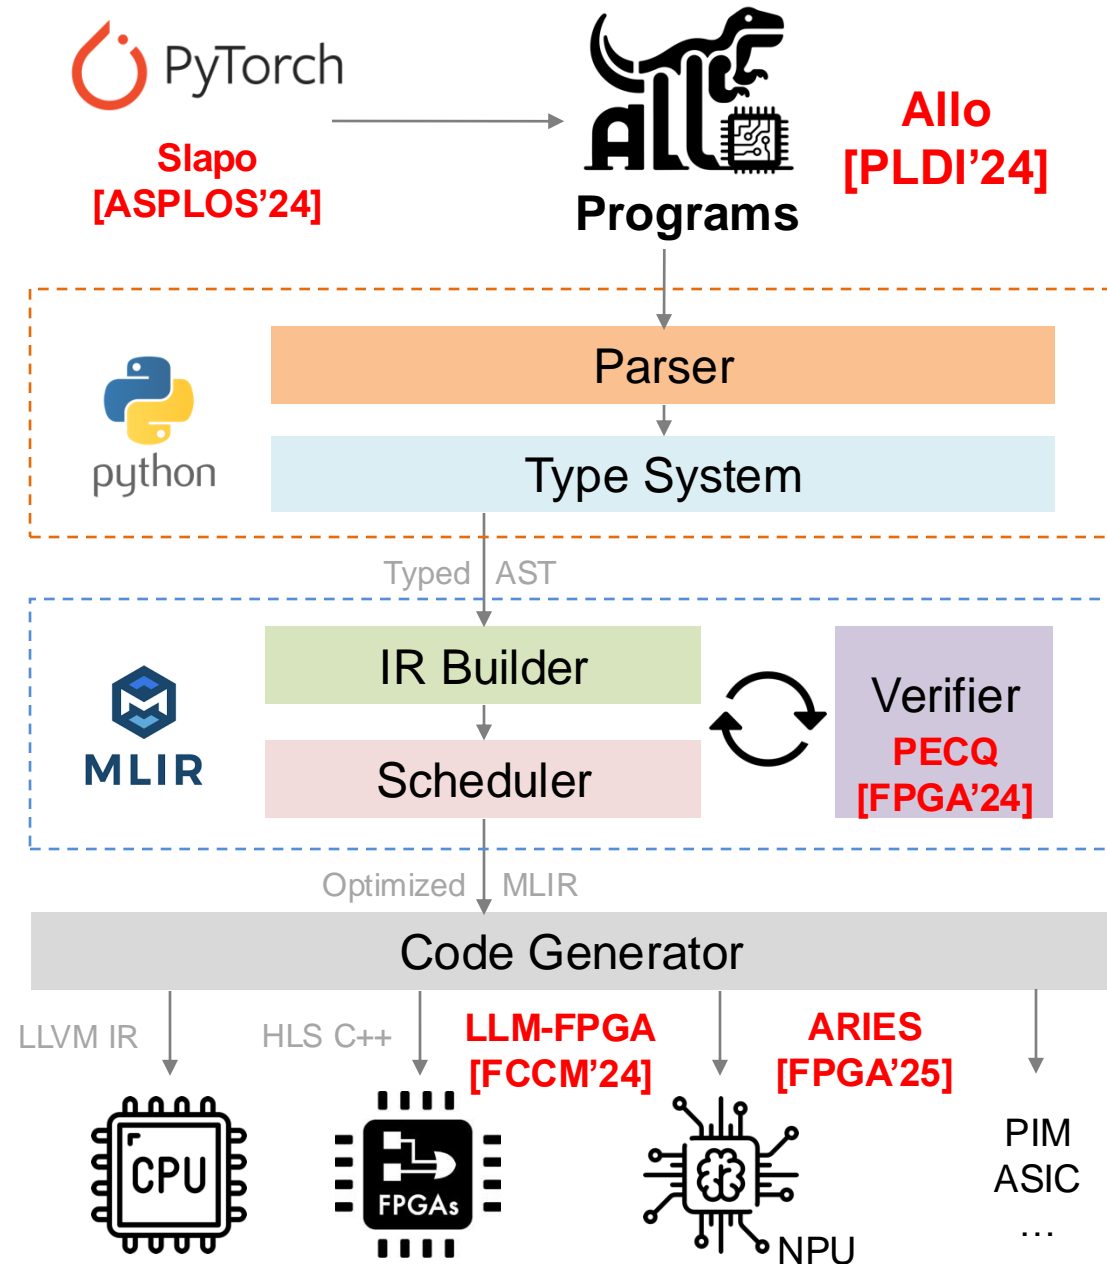 PyTorch
Slapo
[ASPLOS’24]
Allo
Programs
Allo
[PLDI’24]
python
Parser
Type System
Typed AST
MLIR
IR Builder
Scheduler
Verifier
PECQ
[FPGA’24]
Optimized MLIR
Code Generator
LLVM IR
HLS C++
LLM-FPGA
[FCCM’24]
ARIES
[FPGA’25]
CPU
FPGAs
NPU
PIM
ASIC
…